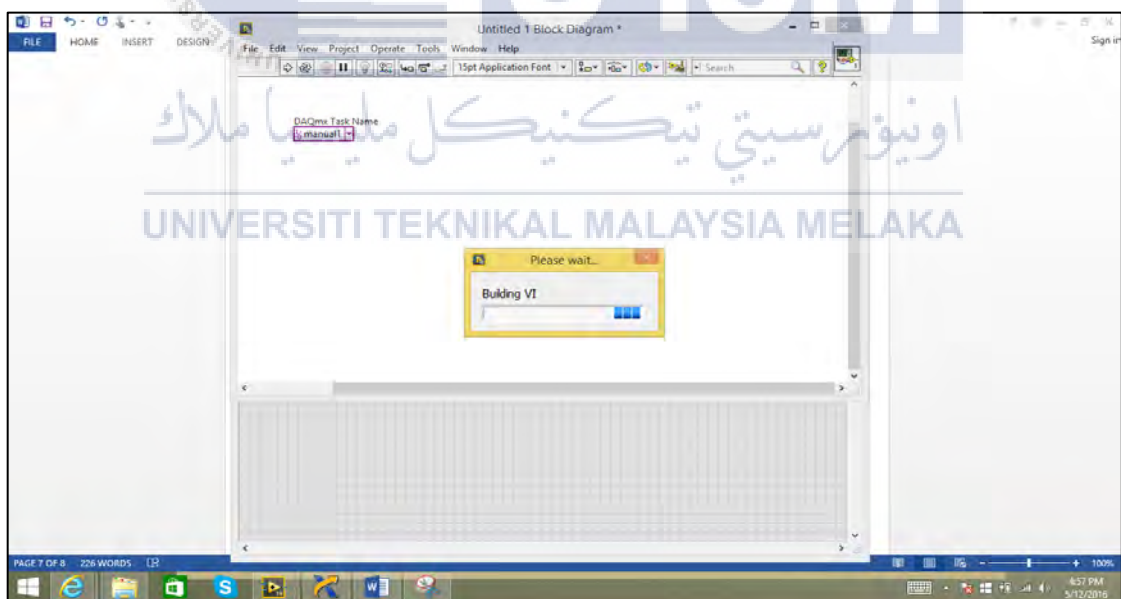 Untitled 1 Block Diagram *
FILE HOME INSERT DESIGN
Sign in
File Edit View Project Operate Tools Window Help
15pt Application Font
Search
DAQmx Task Name
manual1
اونيۏرسيتي تيكنيكل مليسيا ملاك
UNIVERSITI TEKNIKAL MALAYSIA MELAKA
Please wait...
Building VI
PAGE 7 OF 8 226 WORDS
100%
4:57 PM
5/12/2016